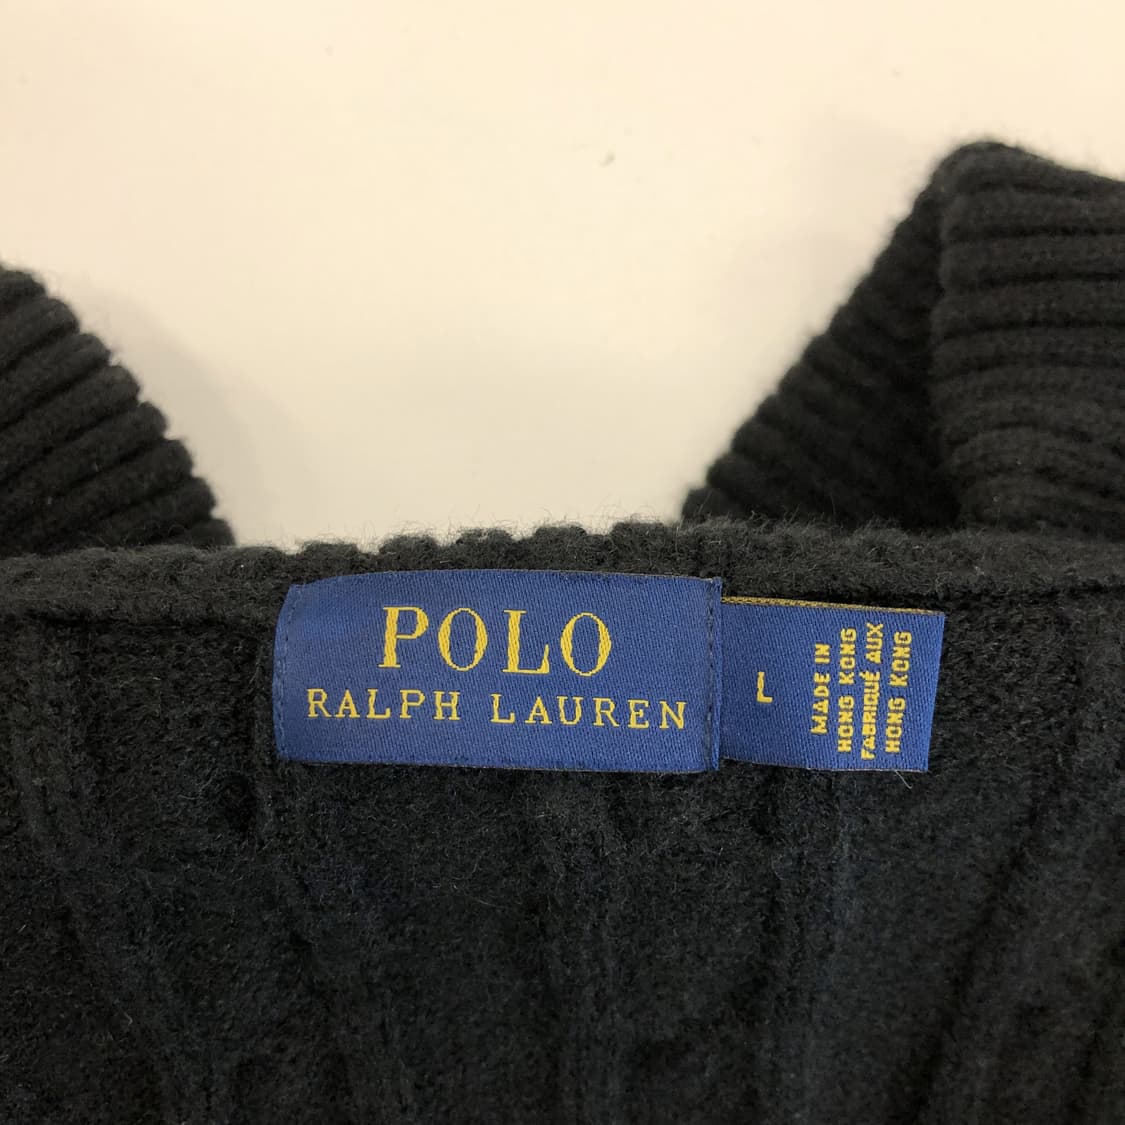 POLO
RALPH LAUREN
L
MADE IN
HONG KONG
FABRIQUÉ AUX
HONG KONG